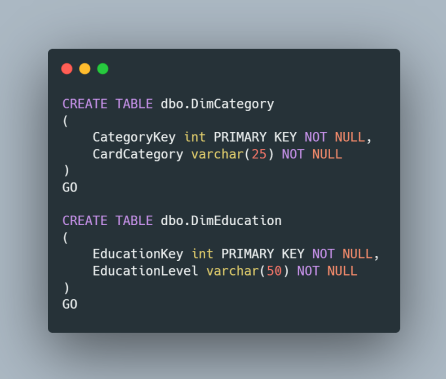 CREATE TABLE dbo.DimCategory
(
    CategoryKey int PRIMARY KEY NOT NULL,
    CardCategory varchar(25) NOT NULL
)
GO

CREATE TABLE dbo.DimEducation
(
    EducationKey int PRIMARY KEY NOT NULL,
    EducationLevel varchar(50) NOT NULL
)
GO